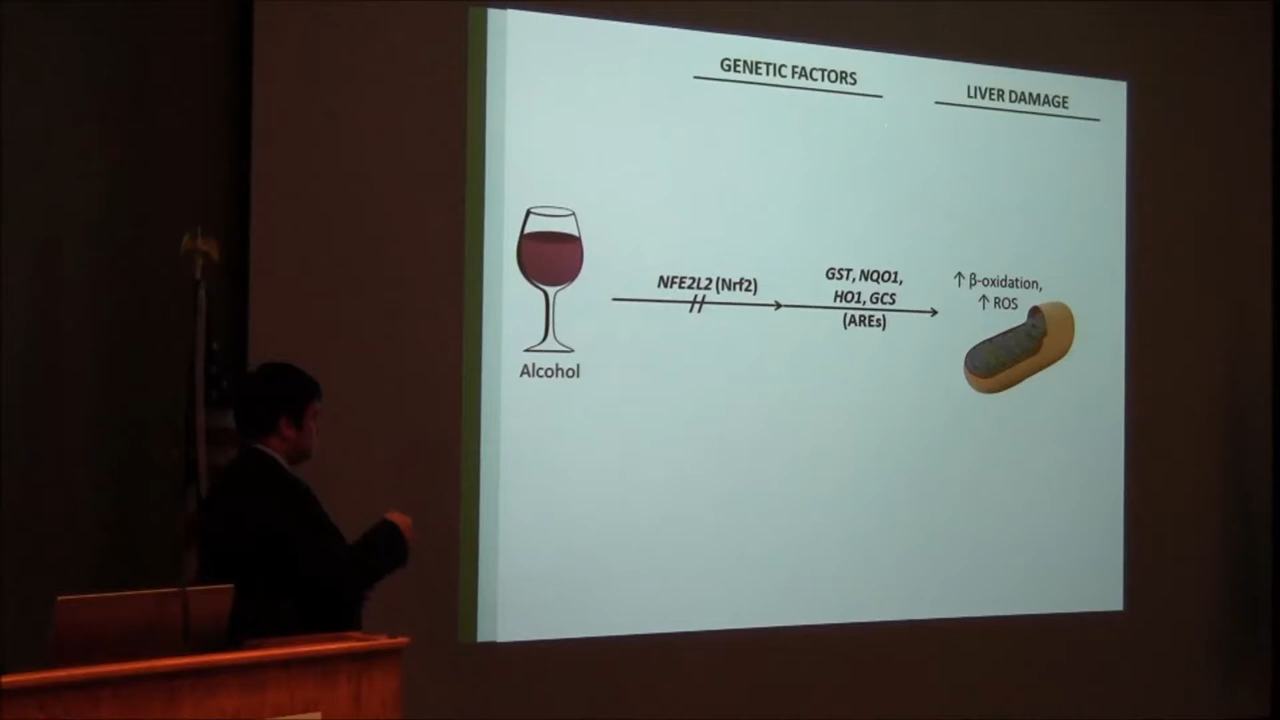 GENETIC FACTORS
LIVER DAMAGE
NFE2L2 (Nrf2)
GST, NQO1,
HO1, GCS
(AREs)
↑ β-oxidation,
↑ ROS
Alcohol